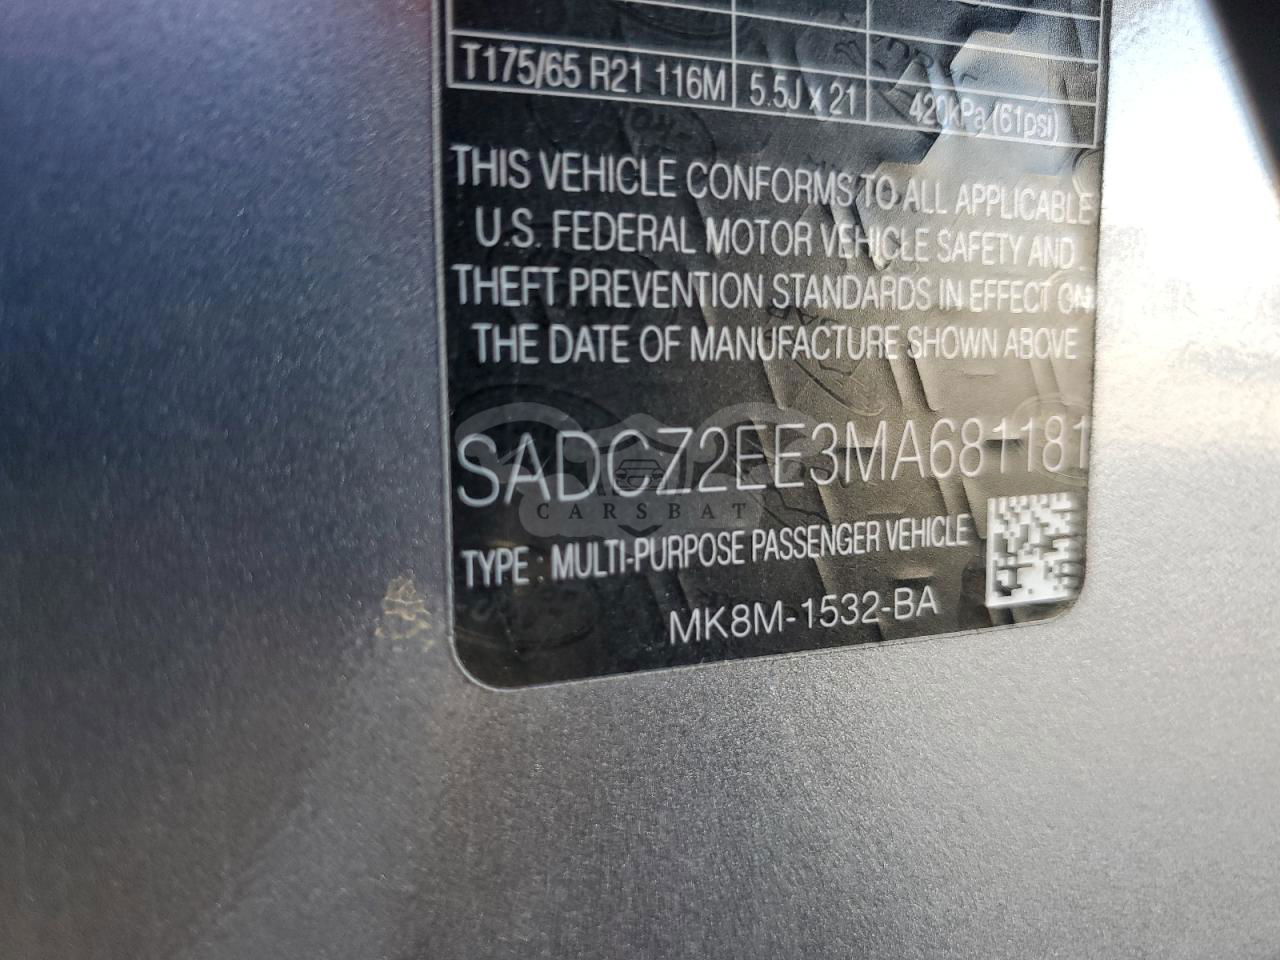 T175/65 R21 116M 5.5J x 21 420kPa (61psi)
THIS VEHICLE CONFORMS TO ALL APPLICABLE
U.S. FEDERAL MOTOR VEHICLE SAFETY AND
THEFT PREVENTION STANDARDS IN EFFECT ON
THE DATE OF MANUFACTURE SHOWN ABOVE
SADCZ2EE3MA681181
CARSBAT
TYPE : MULTI-PURPOSE PASSENGER VEHICLE
MK8M-1532-BA